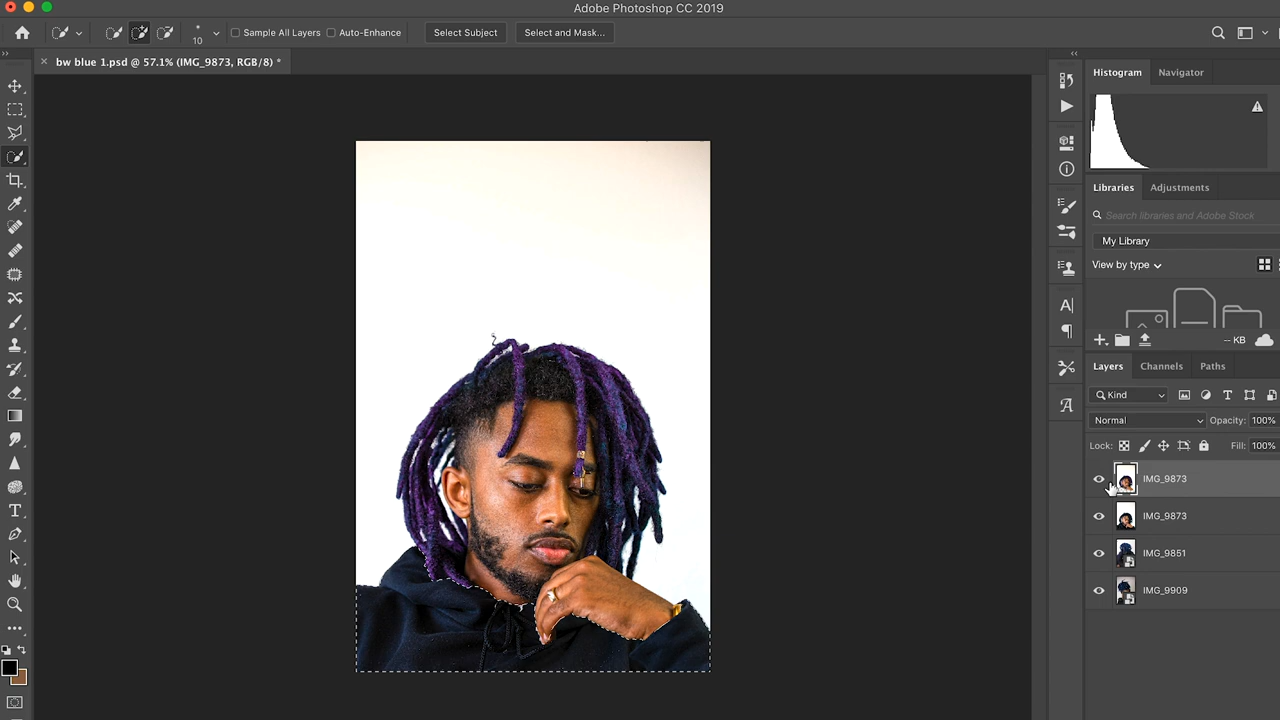 Adobe Photoshop CC 2019
10
Sample All Layers
Auto-Enhance
Select Subject
Select and Mask...
bw blue 1.psd @ 57.1% (IMG_9873, RGB/8) *
Histogram
Navigator
Libraries
Adjustments
Search libraries and Adobe Stock
My Library
View by type
-- KB
Layers
Channels
Paths
Kind
Normal
Opacity: 100%
Lock:
Fill: 100%
IMG_9873
IMG_9873
IMG_9851
IMG_9909